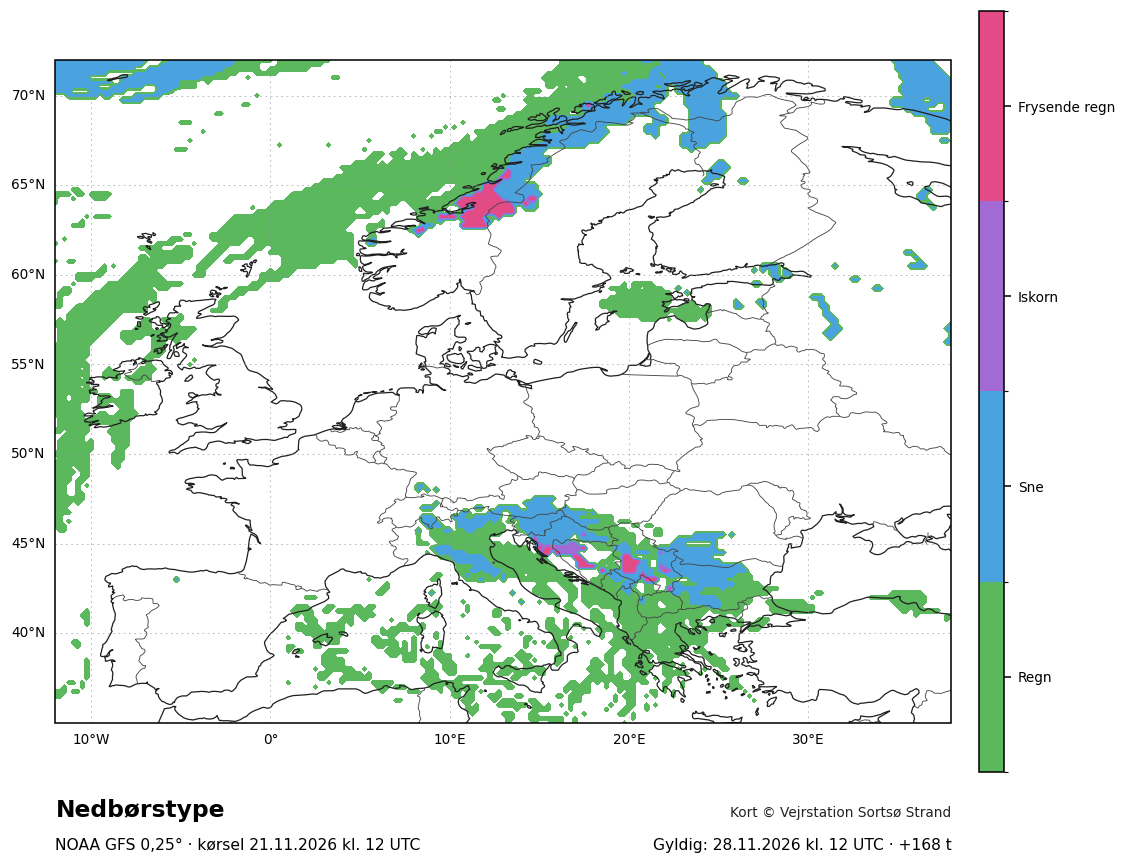 70°N
65°N
60°N
55°N
50°N
45°N
40°N
10°W
0°
10°E
20°E
30°E
Frysende regn
Iskorn
Sne
Regn
Nedbørstype
Kort © Vejrstation Sortsø Strand
NOAA GFS 0,25° · kørsel 21.11.2026 kl. 12 UTC
Gyldig: 28.11.2026 kl. 12 UTC · +168 t